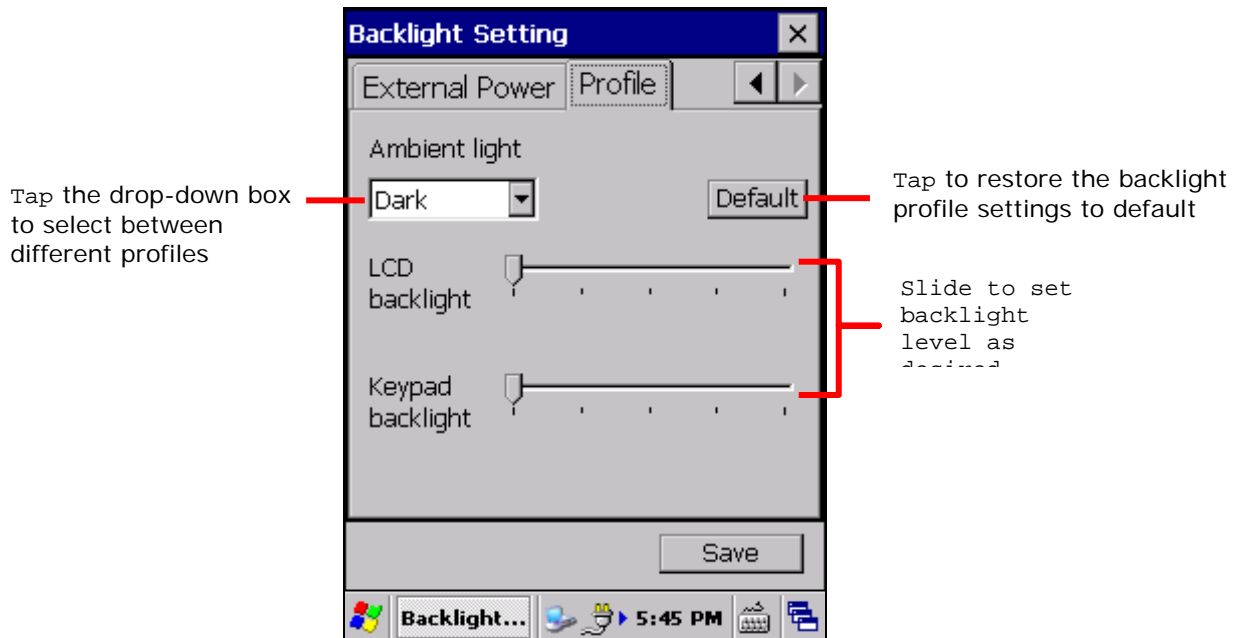 Backlight Setting
External Power
Profile
Ambient light
Dark
Default
LCD
backlight
Keypad
backlight
Save
Backlight...
5:45 PM
Tap the drop-down box
to select between
different profiles
Tap to restore the backlight
profile settings to default
Slide to set
backlight
level as
desired